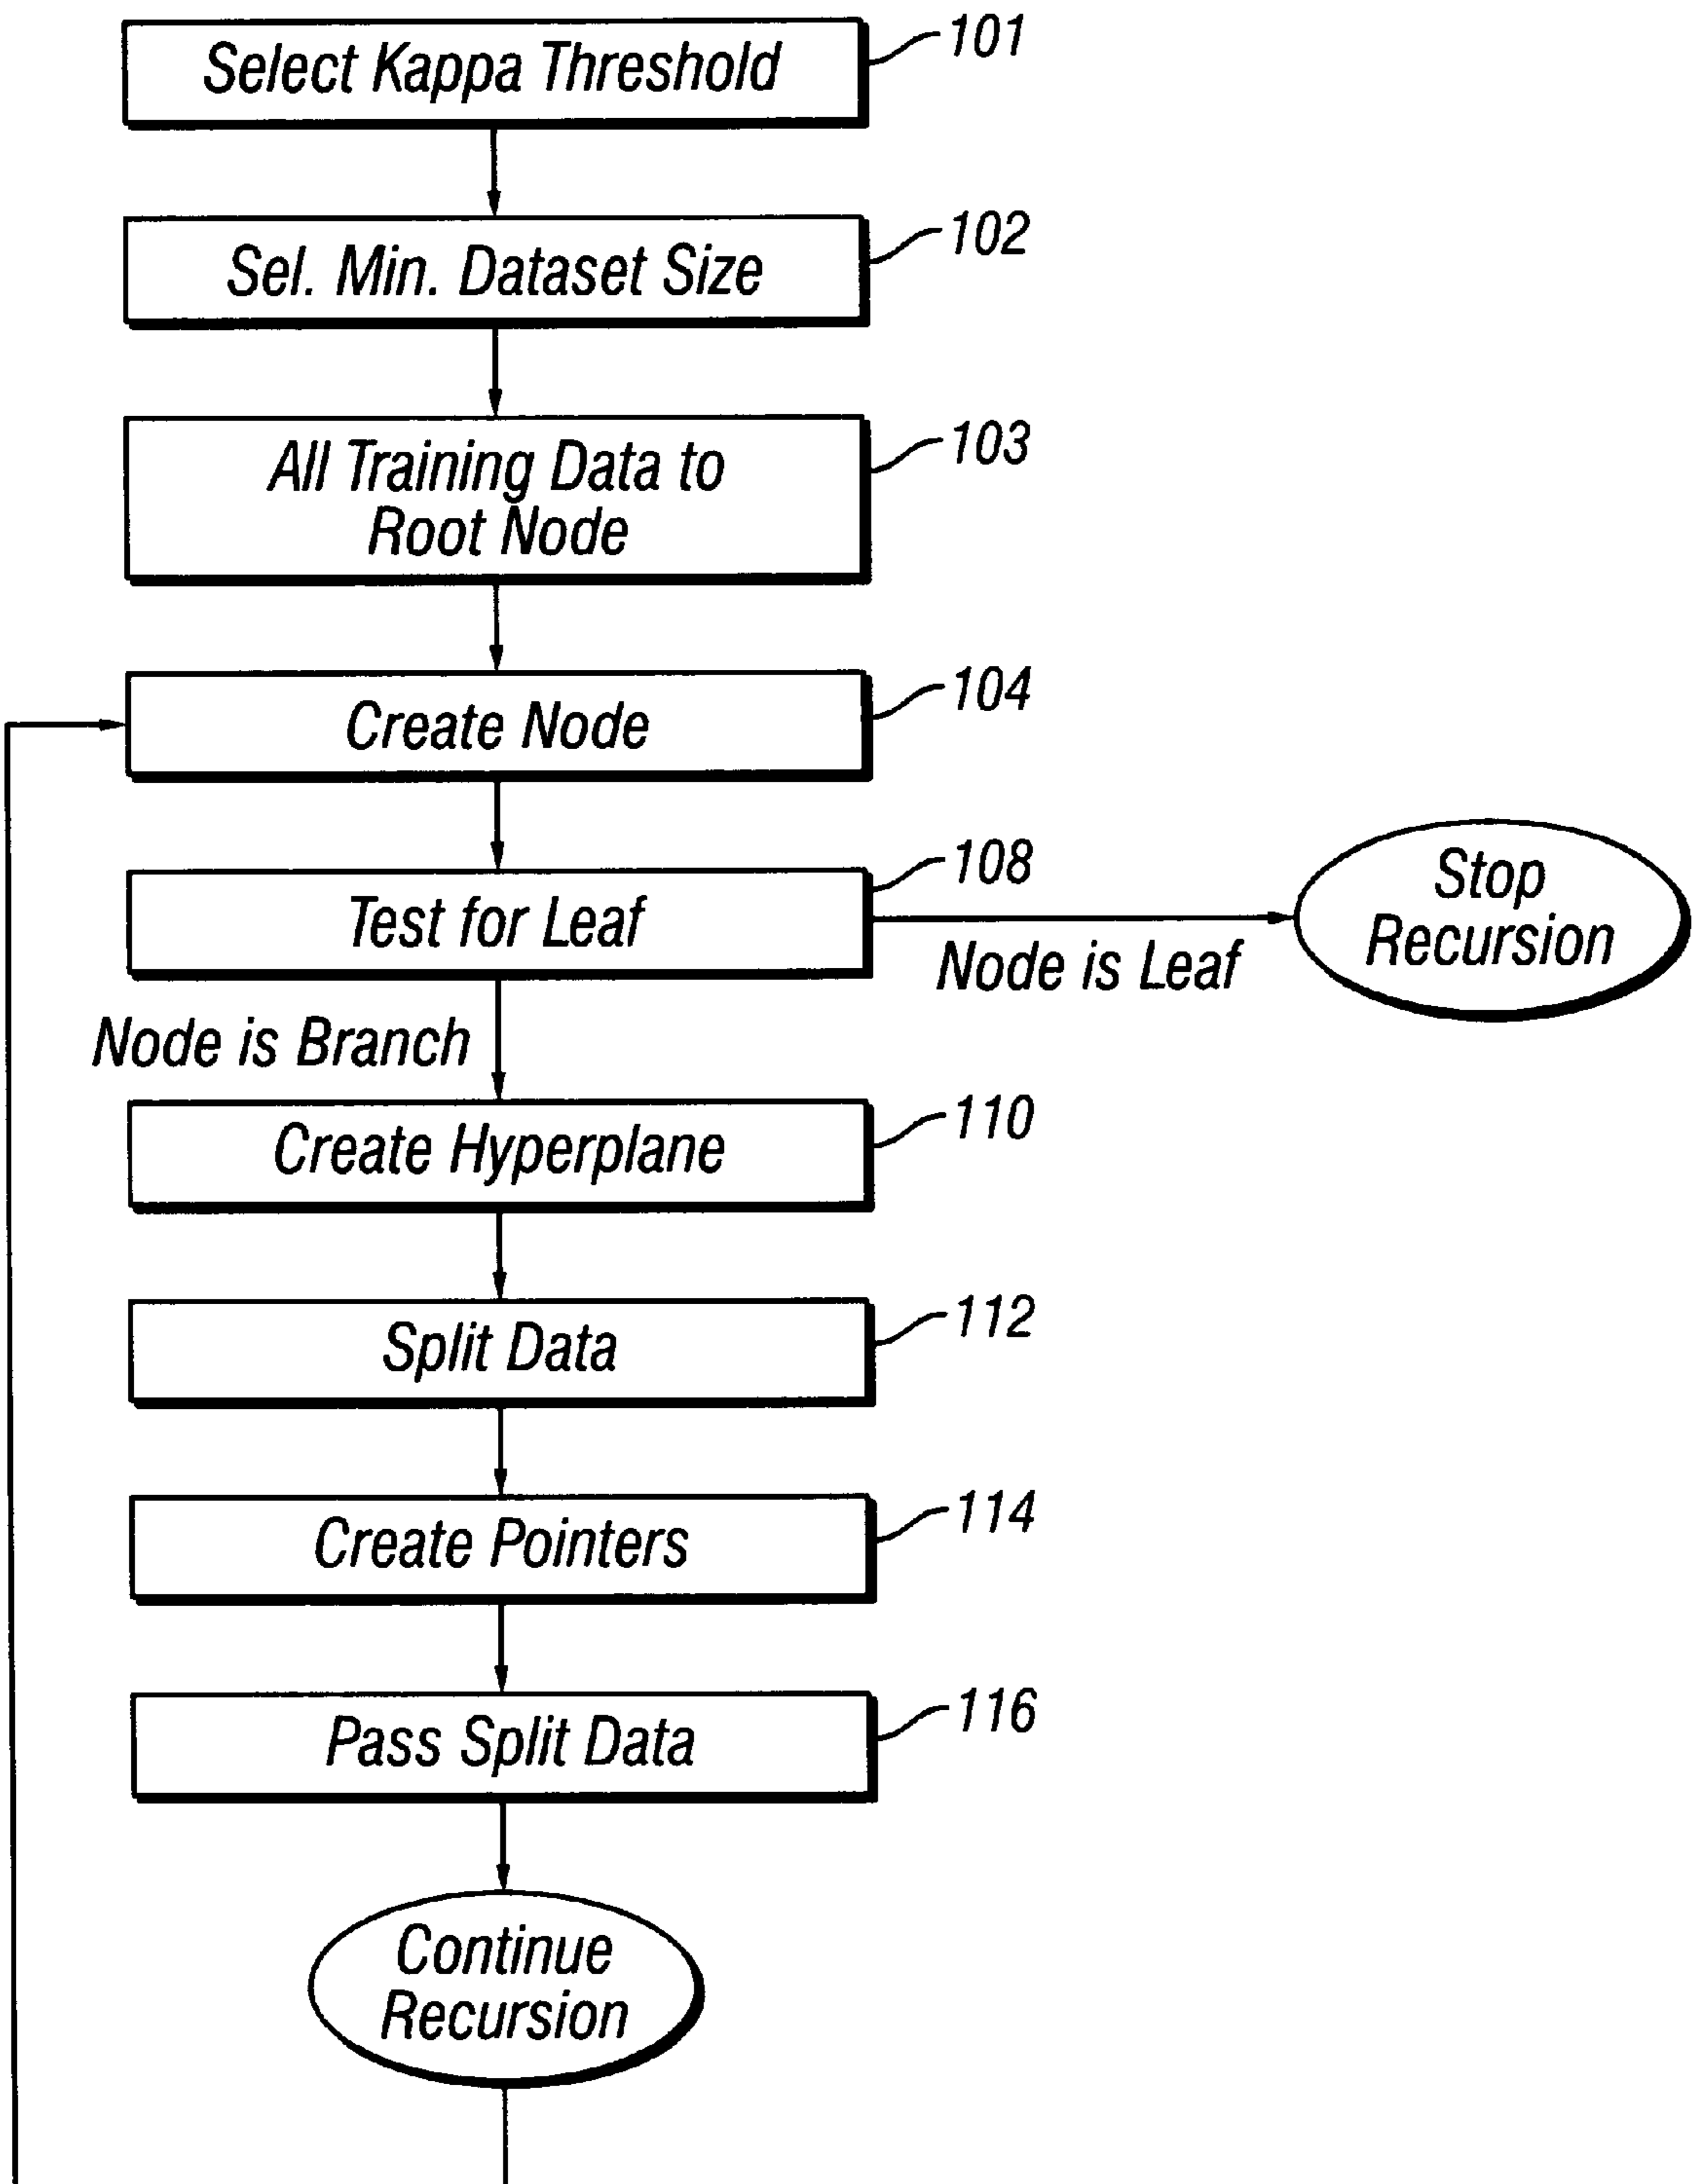 Select Kappa Threshold
101
Sel. Min. Dataset Size
102
All Training Data to
Root Node
103
Create Node
104
Test for Leaf
108
Node is Leaf
Stop
Recursion
Node is Branch
Create Hyperplane
110
Split Data
112
Create Pointers
114
Pass Split Data
116
Continue
Recursion